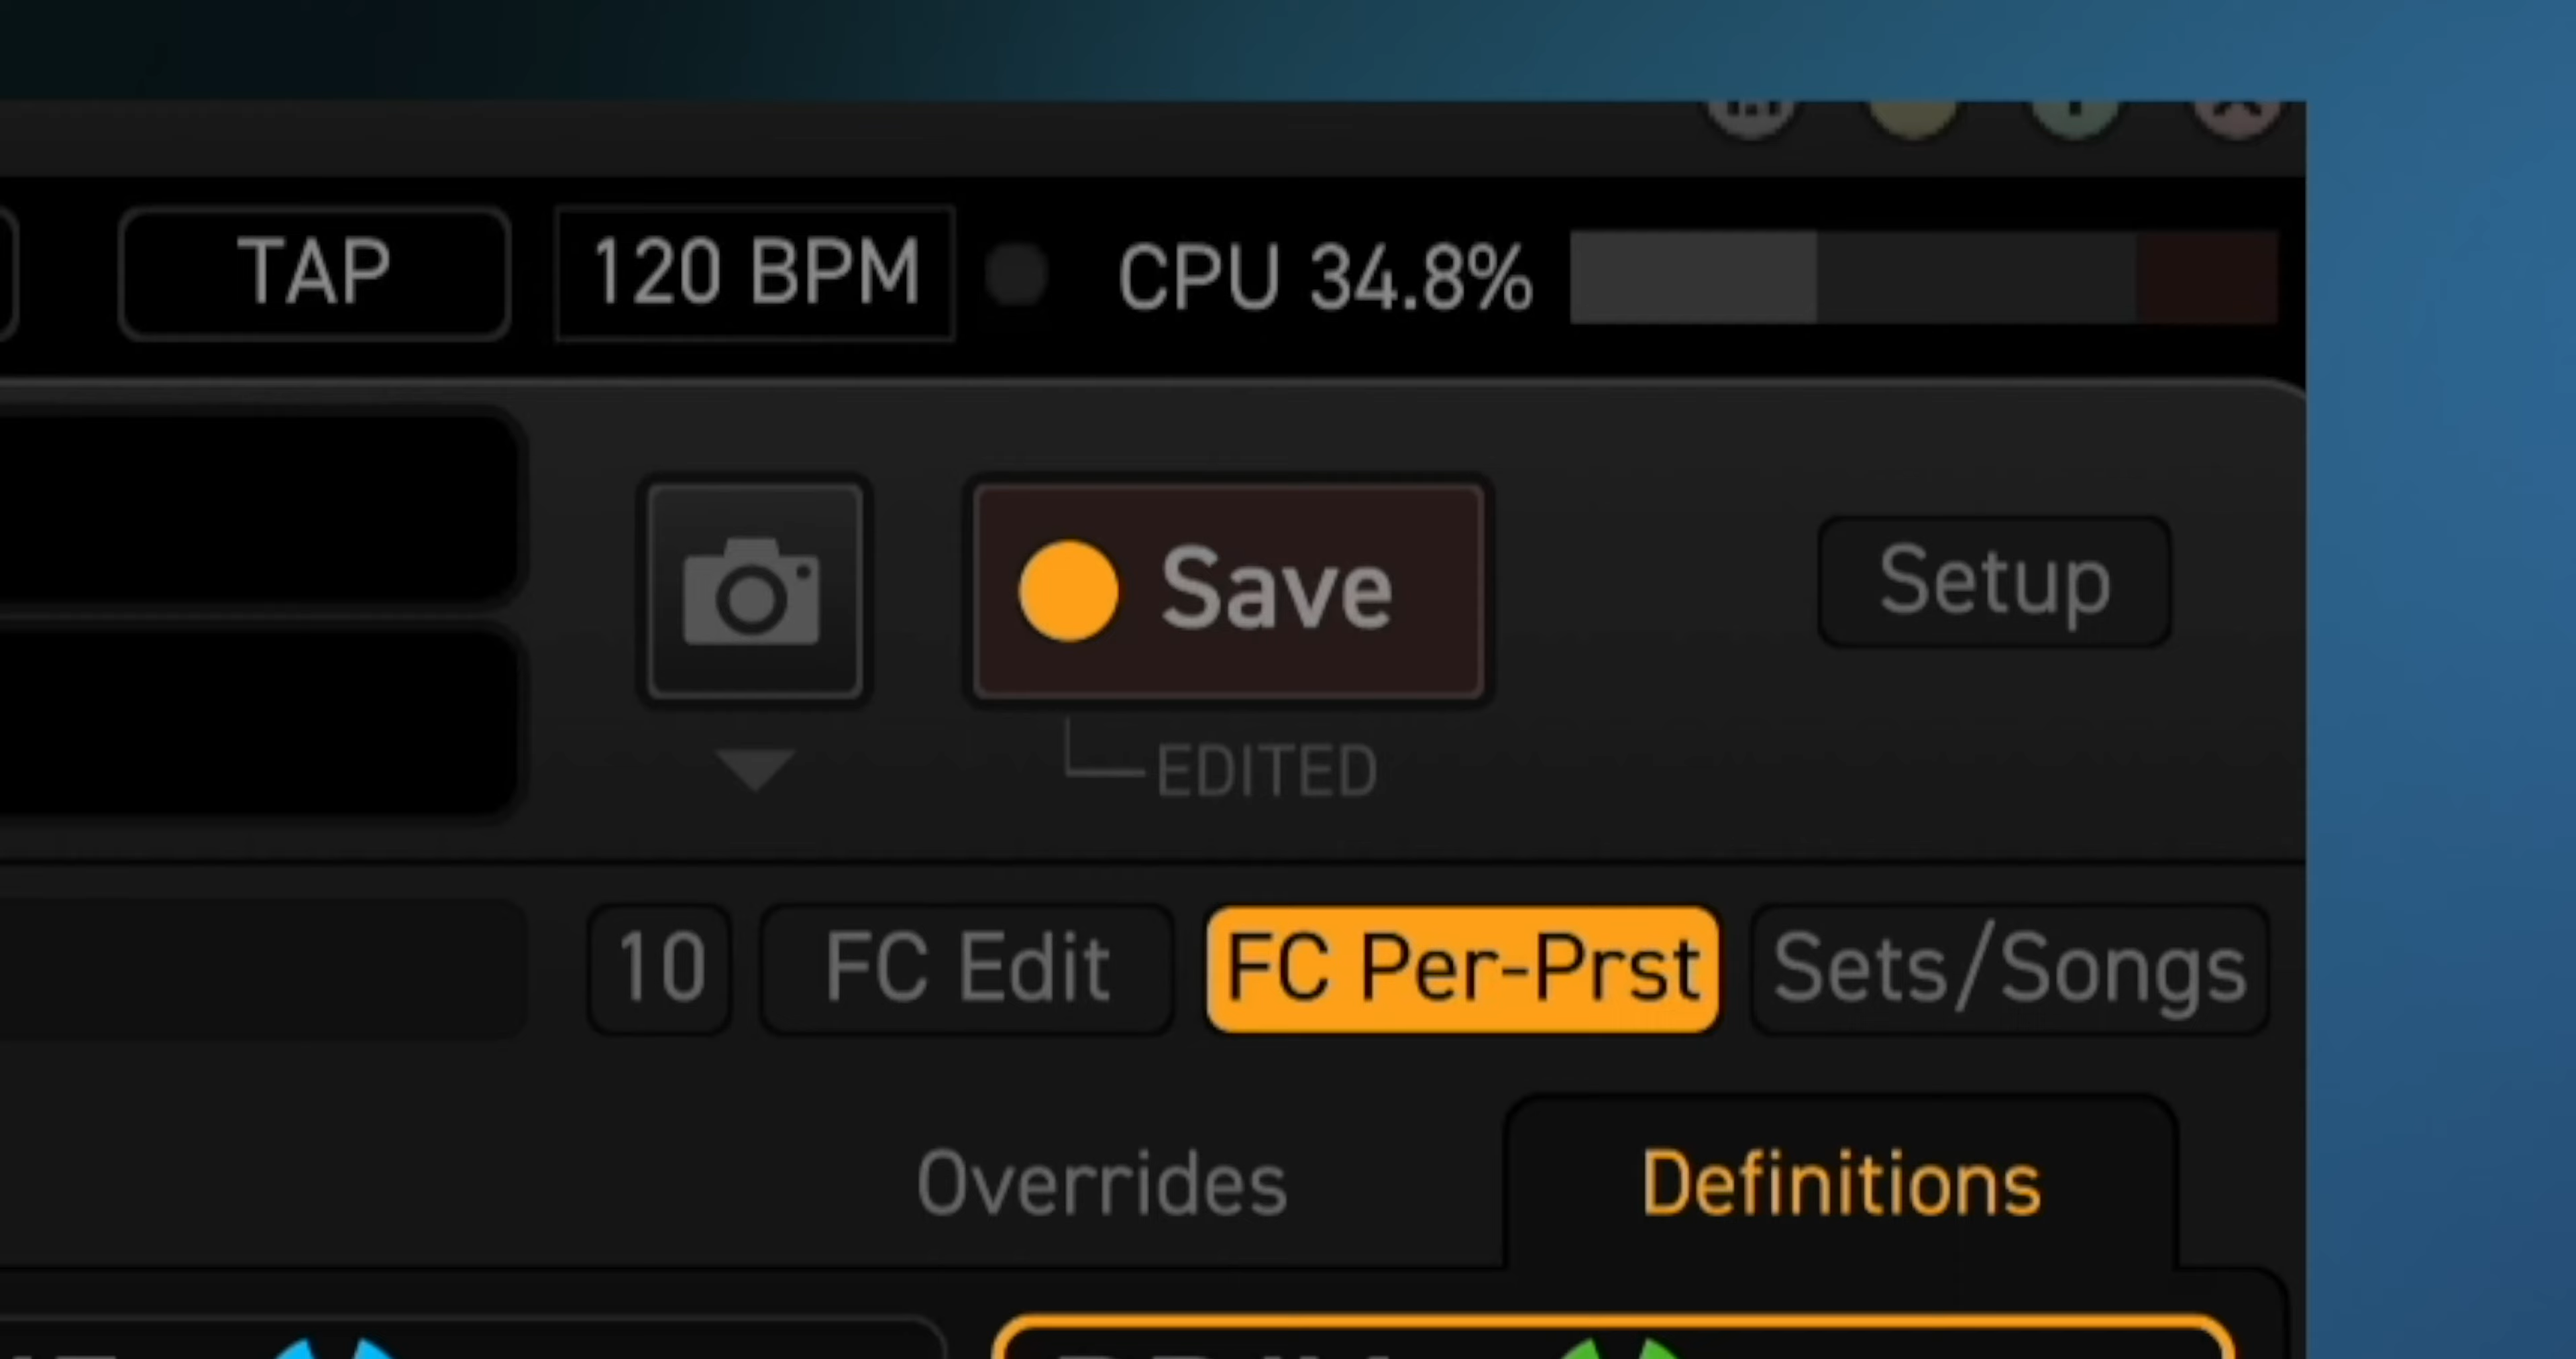 TAP 120 BPM CPU 34.8%
Save Setup
EDITED
10 FC Edit FC Per-Prst Sets/Songs
Overrides Definitions